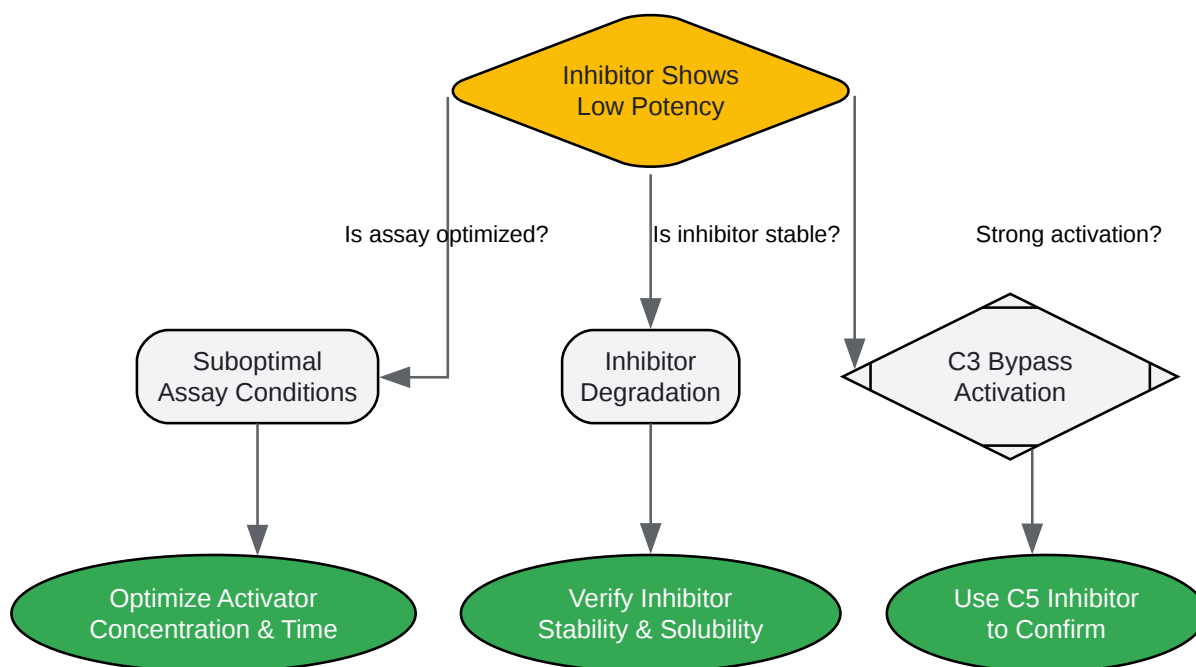 Inhibitor Shows
Low Potency
Is assay optimized?
Is inhibitor stable?
Strong activation?
Suboptimal
Assay Conditions
Inhibitor
Degradation
C3 Bypass
Activation
Optimize Activator
Concentration & Time
Verify Inhibitor
Stability & Solubility
Use C5 Inhibitor
to Confirm